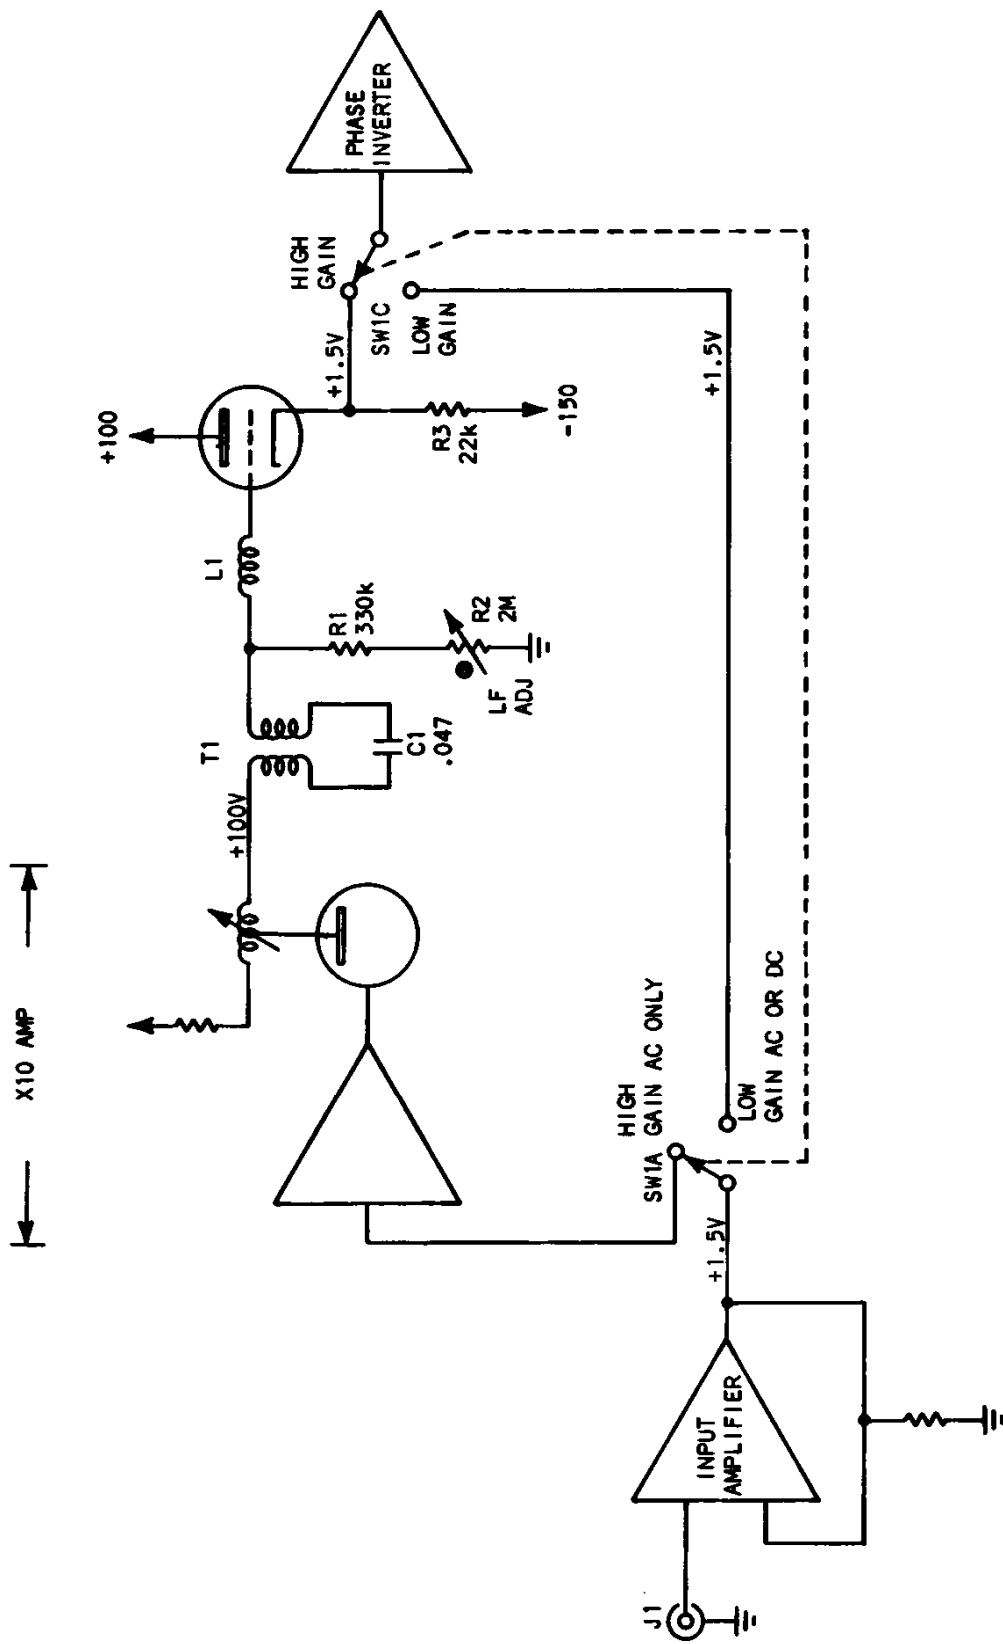 X10 AMP
+100
+100V
T1
L1
C1
.047
R1
330k
LF
ADJ
R2
2M
R3
22k
-150
+1.5V
HIGH
GAIN
SW1C
LOW
GAIN
PHASE
INVERTER
J1
INPUT
AMPLIFIER
+1.5V
HIGH
SW1A GAIN AC ONLY
LOW
GAIN AC OR DC
+1.5V